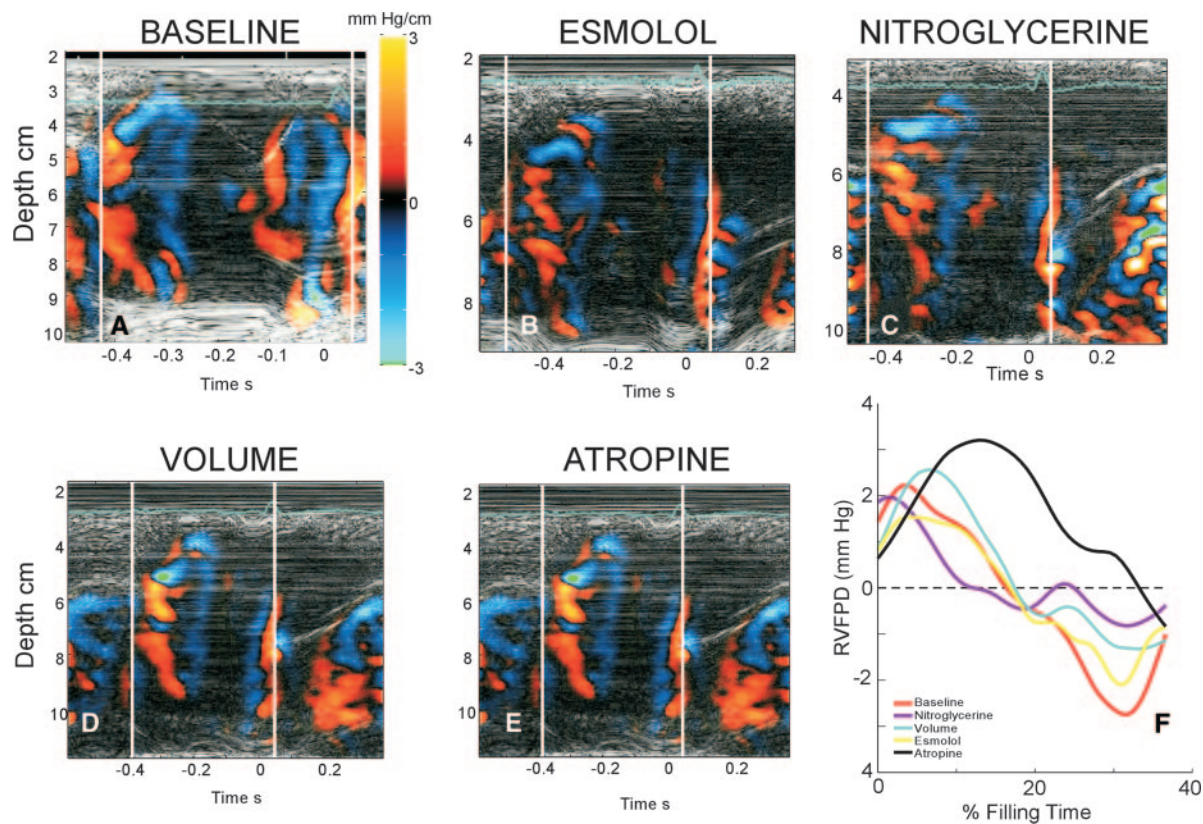 BASELINE
mm Hg/cm
ESMOLOL
NITROGLYCERINE
2
3
4
5
6
7
8
9
10
Depth cm
A
3
0
-3
-0.4
-0.3
-0.2
-0.1
0
Time s
2
4
6
8
B
-0.4
-0.2
0
0.2
Time s
4
6
8
10
C
-0.4
-0.2
0
0.2
Time s
VOLUME
ATROPINE
2
4
6
8
10
Depth cm
D
-0.4
-0.2
0
0.2
Time s
2
4
6
8
10
E
-0.4
-0.2
0
0.2
Time s
4
2
0
-2
4
RVFPD (mm Hg)
Baseline
Nitroglycerine
Volume
Esmolol
Atropine
F
0
20
40
% Filling Time